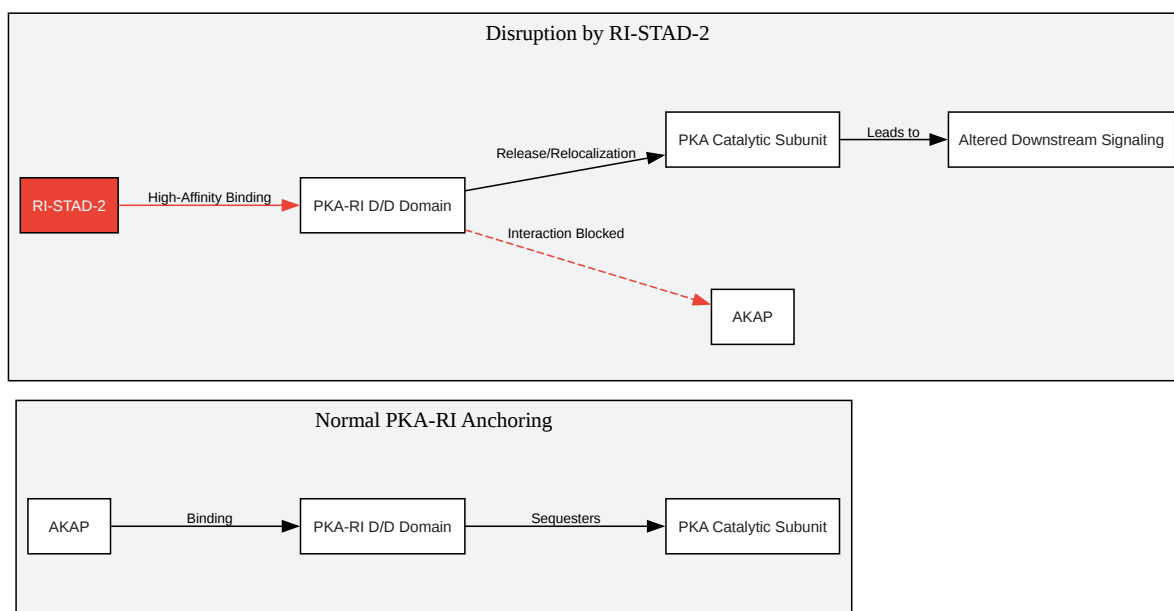 Disruption by RI-STAD-2
PKA Catalytic Subunit
Leads to
Altered Downstream Signaling
Release/Relocalization
RI-STAD-2
High-Affinity Binding
PKA-RI D/D Domain
Interaction Blocked
AKAP
Normal PKA-RI Anchoring
AKAP
Binding
PKA-RI D/D Domain
Sequesters
PKA Catalytic Subunit